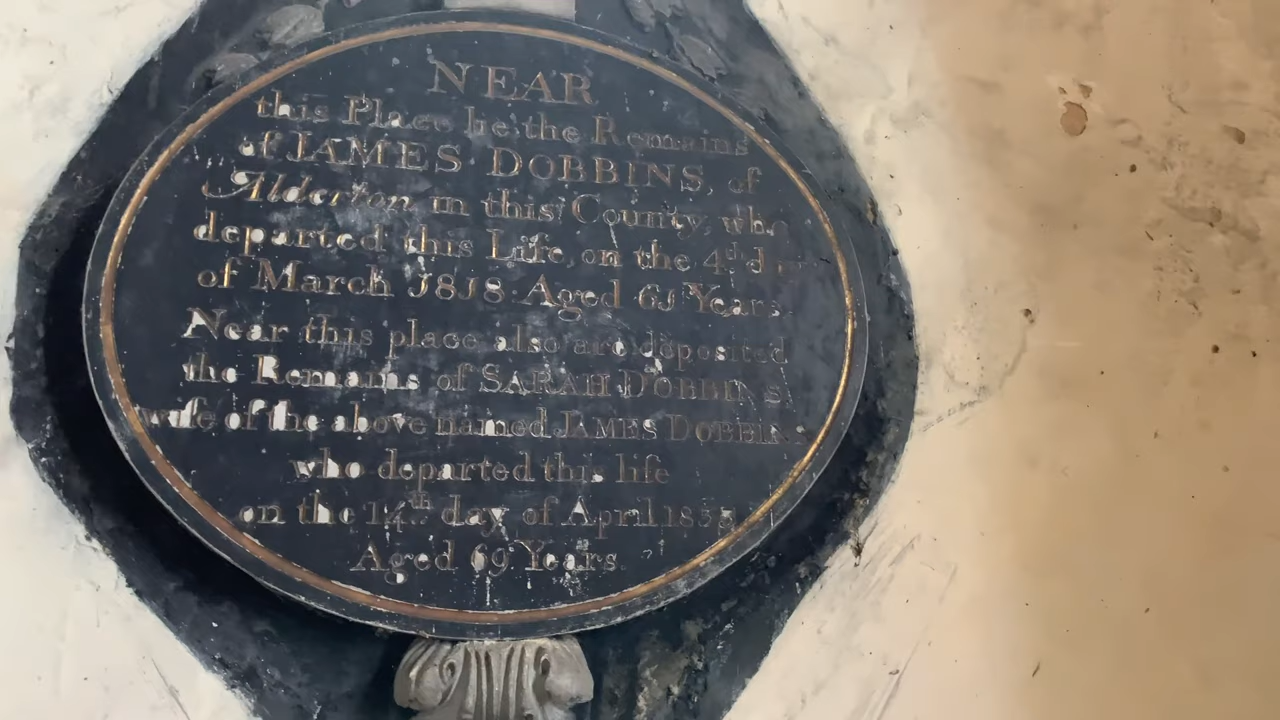 NEAR
this Place lie the Remains
of JAMES DOBBINS, of
Alderton in this County, who
departed this Life, on the 4th Day
of March 1818. Aged 61 Years.
Near this place also are deposited
the Remains of SARAH DOBBINS,
wife of the above named JAMES DOBBINS
who departed this life
on the 14th day of April
Aged 69 Years.